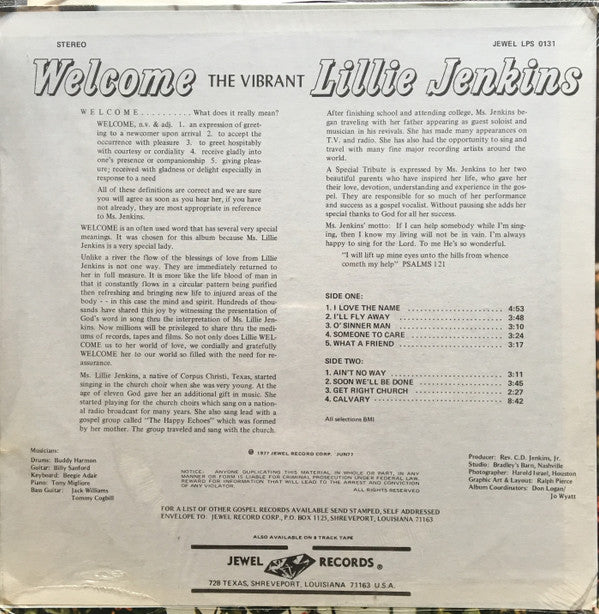 STEREO
JEWEL LPS 0131
Welcome THE VIBRANT Lillie Jenkins
WELCOME.......... What does it really mean?
WELCOME, n.v. & adj. 1. an expression of greet-
ing to a newcomer upon arrival 2. to accept the
occurrence with pleasure 3. to greet hospitably
with courtesy or cordiality 4. receive gladly into
one's presence or companionship 5. giving pleas-
ure; received with gladness or delight especially in
response to a need
All of these definitions are correct and we are sure
you will agree as soon as you hear her, if you have
not already, they are most appropriate in reference
to Ms. Jenkins.
WELCOME is an often used word that has several very special
meanings. It was chosen for this album because Ms. Lillie
Jenkins is a very special lady.
Unlike a river the flow of the blessings of love from Lillie
Jenkins is not one way. They are immediately returned to
her in full measure. It is more like the life blood of man in
that it constantly flows in a circular pattern being purified
then refreshing and bringing new life to injured areas of the
body - - in this case the mind and spirit. Hundreds of thou-
sands have shared this joy by witnessing the presentation of
God's word in song thru the interpretation of Ms. Lillie Jen-
kins. Now millions will be privileged to share thru the medi-
ums of records, tapes and films. So not only does Lillie WEL-
COME us to her world of love, we cordially and gratefully
WELCOME her to our world so filled with the need for re-
assurance.
Ms. Lillie Jenkins, a native of Corpus Christi, Texas, started
singing in the church choir when she was very young. At the
age of eleven God gave her an additional gift in music. She
started playing for the church choirs which sang on a nation-
al radio broadcast for many years. She also sang lead with a
gospel group called "The Happy Echoes" which was formed
by her mother. The group traveled and sang with the church.
After finishing school and attending college, Ms. Jenkins be-
gan traveling with her father appearing as guest soloist and
musician in his revivals. She has made many appearances on
T.V. and radio. She has also had the opportunity to sing and
travel with many fine major recording artists around the
world.
A Special Tribute is expressed by Ms. Jenkins to her two
beautiful parents who have inspired her life, who gave her
their love, devotion, understanding and experience in the gos-
pel. They are responsible for so much of her performance
and success as a gospel vocalist. Without pausing she adds her
special thanks to God for all her success.
Ms. Jenkins' motto: If I can help somebody while I'm sing-
ing, then I know my living will not be in vain. I'm always
happy to sing for the Lord. To me He's so wonderful.
"I will lift up mine eyes unto the hills from whence
cometh my help" PSALMS 121
SIDE ONE:
1. I LOVE THE NAME 4:53
2. I'LL FLY AWAY 3:48
3. O' SINNER MAN 3:10
4. SOMEONE TO CARE 3:24
5. WHAT A FRIEND 3:17
SIDE TWO:
1. AIN'T NO WAY 3:11
2. SOON WE'LL BE DONE 3:45
3. GET RIGHT CHURCH 2:27
4. CALVARY 8:42
All selections BMI
Musicians:
Drums: Buddy Harmon
Guitar: Billy Sanford
Keyboard: Beege Adair
Piano: Tony Migliore
Bass Guitar: Jack Williams
Tommy Cogbill
℗ 1977 JEWEL RECORD CORP. JUN77
NOTICE. ANYONE DUPLICATING THIS MATERIAL, IN WHOLE OR PART, IN ANY
MANNER OR FORM IS LIABLE FOR CRIMINAL PROSECUTION UNDER FEDERAL LAW.
REWARD FOR INFORMATION THAT WILL LEAD TO THE ARREST AND CONVICTION
OF ANY VIOLATOR.
ALL RIGHTS RESERVED
Producer: Rev. C.D. Jenkins, Jr.
Studio: Bradley's Barn, Nashville
Photographer: Harold Israel, Houston
Graphic Art & Layout: Ralph Pierce
Album Coordinators: Don Logan/
Jo Wyatt
FOR A LIST OF OTHER GOSPEL RECORDS AVAILABLE SEND STAMPED, SELF ADDRESSED
ENVELOPE TO: JEWEL RECORD CORP., P.O. BOX 1125, SHREVEPORT, LOUISIANA 71163
ALSO AVAILABLE ON 8 TRACK TAPE
JEWEL RECORDS®
728 TEXAS, SHREVEPORT, LOUISIANA 71163 U.S.A.